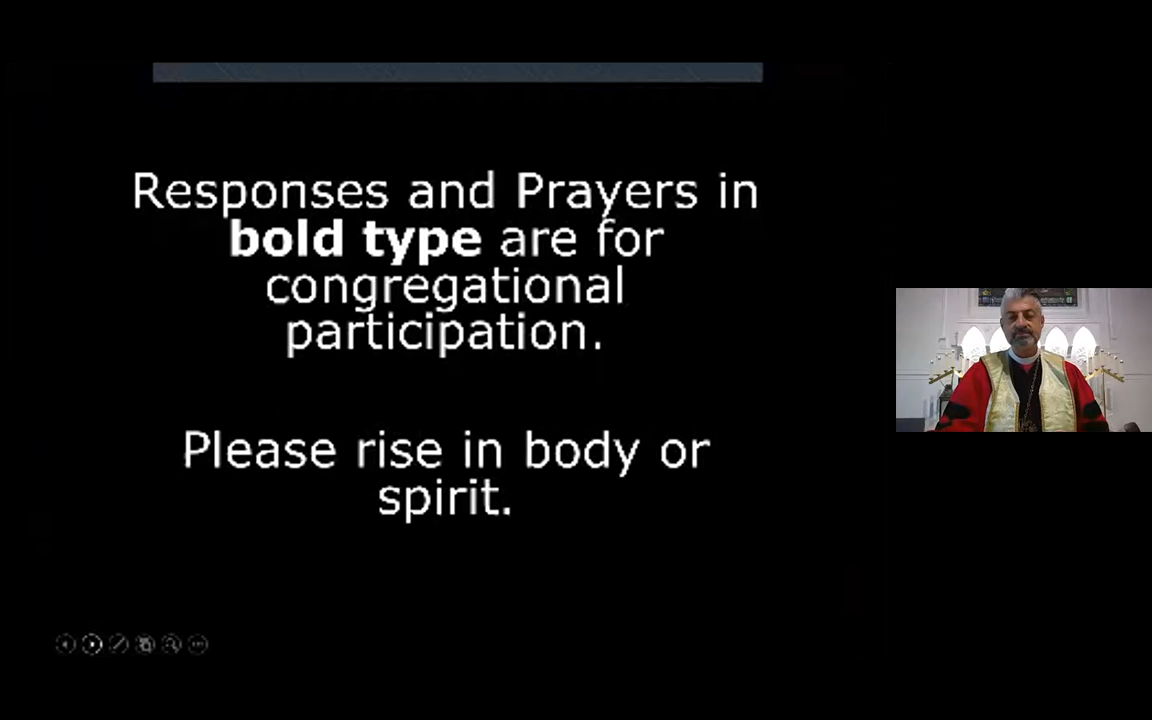 Responses and Prayers in
bold type are for
congregational
participation.
Please rise in body or
spirit.